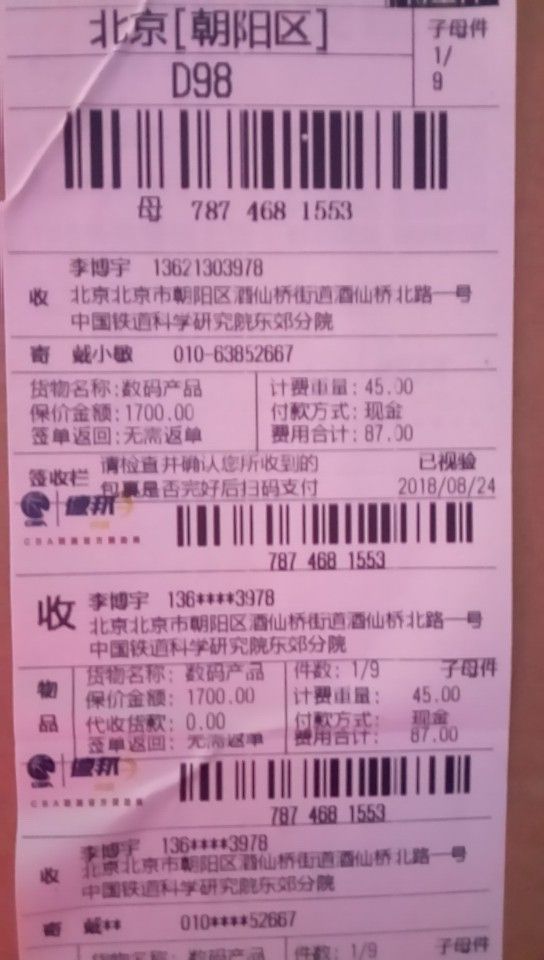 北京[朝阳区]
子母件
1/
9
D98
母 787 468 1553
李博宇 13621303978
收 北京北京市朝阳区酒仙桥街道酒仙桥北路一号
中国铁道科学研究院东郊分院
寄 戴小敏 010-63852667
货物名称:数码产品 计费重量:45.00
保价金额:1700.00 付款方式:现金
签单返回:无需返单 费用合计:87.00
签收栏 请检查并确认您所收到的 已视验
包裹是否完好后扫码支付 2018/08/24
德邦
787 468 1553
收 李博宇 136****3978
北京北京市朝阳区酒仙桥街道酒仙桥北路一号
中国铁道科学研究院东郊分院
物品 货物名称: 数码产品 件数: 1/9 子母件
保价金额: 1700.00 计费重量: 45.00
代收货款: 0.00 付款方式: 现金
签单返回: 无需返单 费用合计: 87.00
德邦
787 468 1553
李博宇 136****3978
收 北京北京市朝阳区酒仙桥街道酒仙桥北路一号
中国铁道科学研究院东郊分院
寄 戴** 010****52667
货物名称: 数码产品 件数: 1/9 子母件